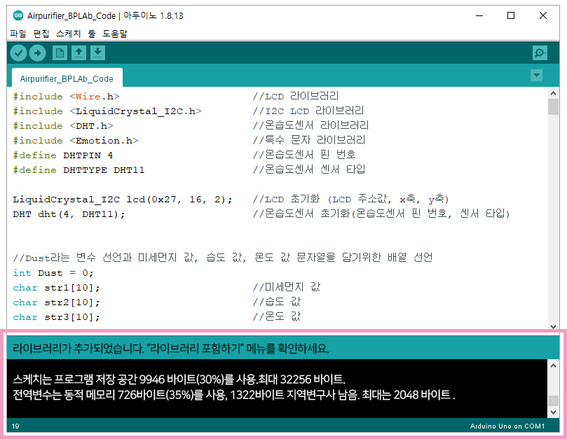 Airpurifier_BPLAb_Code | 아두이노 1.8.13
파일 편집 스케치 툴 도움말
Airpurifier_BPLAb_Code
#include <Wire.h> //LCD 라이브러리
#include <LiquidCrystal_I2C.h> //I2C LCD 라이브러리
#include <DHT.h> //온습도센서 라이브러리
#include <Emotion.h> //특수 문자 라이브러리
#define DHTPIN 4 //온습도센서 핀 번호
#define DHTTYPE DHT11 //온습도센서 센서 타입
LiquidCrystal_I2C lcd(0x27, 16, 2); //LCD 초기화 (LCD 주소값, x축, y축)
DHT dht(4, DHT11); //온습도센서 초기화(온습도센서 핀 번호, 센서 타입)
//Dust라는 변수 선언과 미세먼지 값, 습도 값, 온도 값 문자열을 담기위한 배열 선언
int Dust = 0;
char str1[10]; //미세먼지 값
char str2[10]; //습도 값
char str3[10]; //온도 값
라이브러리가 추가되었습니다. "라이브러리 포함하기" 메뉴를 확인하세요.
스케치는 프로그램 저장 공간 9946 바이트(30%)를 사용.최대 32256 바이트.
전역변수는 동적 메모리 726바이트(35%)를 사용, 1322바이트 지역변구사 남음. 최대는 2048 바이트 .
19 Arduino Uno on COM1